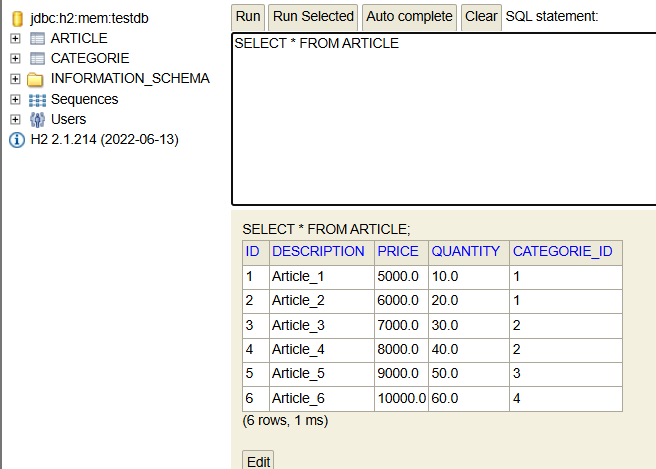 jdbc:h2:mem:testdb
ARTICLE
CATEGORIE
INFORMATION_SCHEMA
Sequences
Users
H2 2.1.214 (2022-06-13)
Run Run Selected Auto complete Clear SQL statement:
SELECT * FROM ARTICLE
SELECT * FROM ARTICLE;
ID DESCRIPTION PRICE QUANTITY CATEGORIE_ID
1 Article_1 5000.0 10.0 1
2 Article_2 6000.0 20.0 1
3 Article_3 7000.0 30.0 2
4 Article_4 8000.0 40.0 2
5 Article_5 9000.0 50.0 3
6 Article_6 10000.0 60.0 4
(6 rows, 1 ms)
Edit